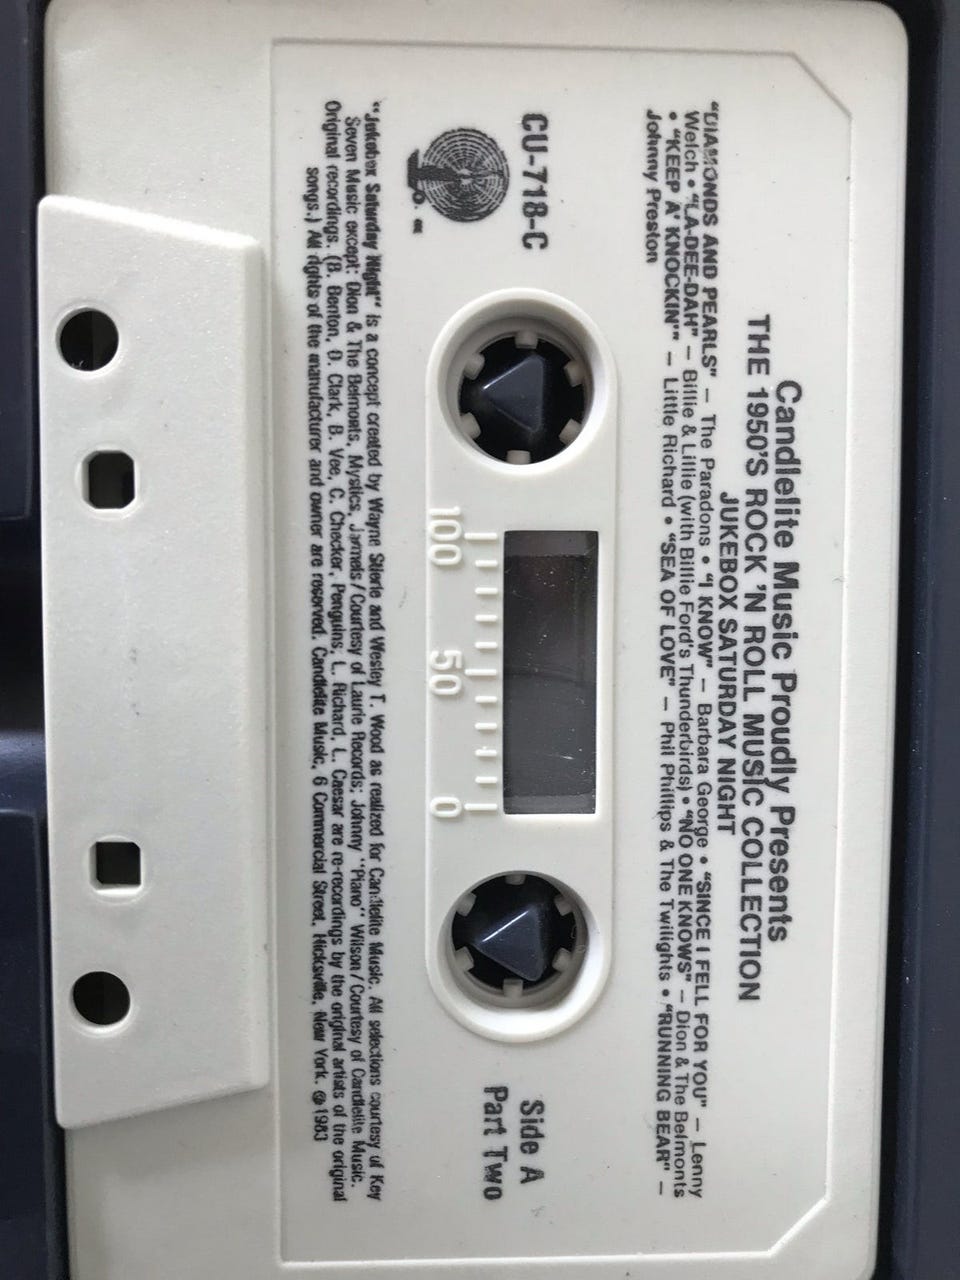 Candlelite Music Proudly Presents
THE 1950'S ROCK 'N ROLL MUSIC COLLECTION
JUKEBOX SATURDAY NIGHT
"DIAMONDS AND PEARLS" — The Paradons • "I KNOW" — Barbara George • "SINCE I FELL FOR YOU" — Lenny
Welch • "LA-DEE-DAH" — Billie & Lillie (with Billie Ford's Thunderbirds) • "NO ONE KNOWS" — Dion & The Belmonts
• "KEEP A' KNOCKIN'" — Little Richard • "SEA OF LOVE" — Phil Phillips & The Twilights • "RUNNING BEAR" —
Johnny Preston
CU-718-C
Side A
Part Two
100 50 0
"Jukebox Saturday Night" is a concept created by Wayne Stierle and Wesley T. Wood as realized for Candlelite Music. All selections courtesy of Key
Seven Music except: Dion & The Belmonts, Mystics, Jarmels / Courtesy of Laurie Records; Johnny "Piano" Wilson / Courtesy of Candlelite Music.
Original recordings. (B. Benton, D. Clark, B. Vee, C. Checker, Penguins, L. Richard, L. Caesar are re-recordings by the original artists of the original
songs.) All rights of the manufacturer and owner are reserved. Candlelite Music, 6 Commercial Street, Hicksville, New York. ℗ 1983